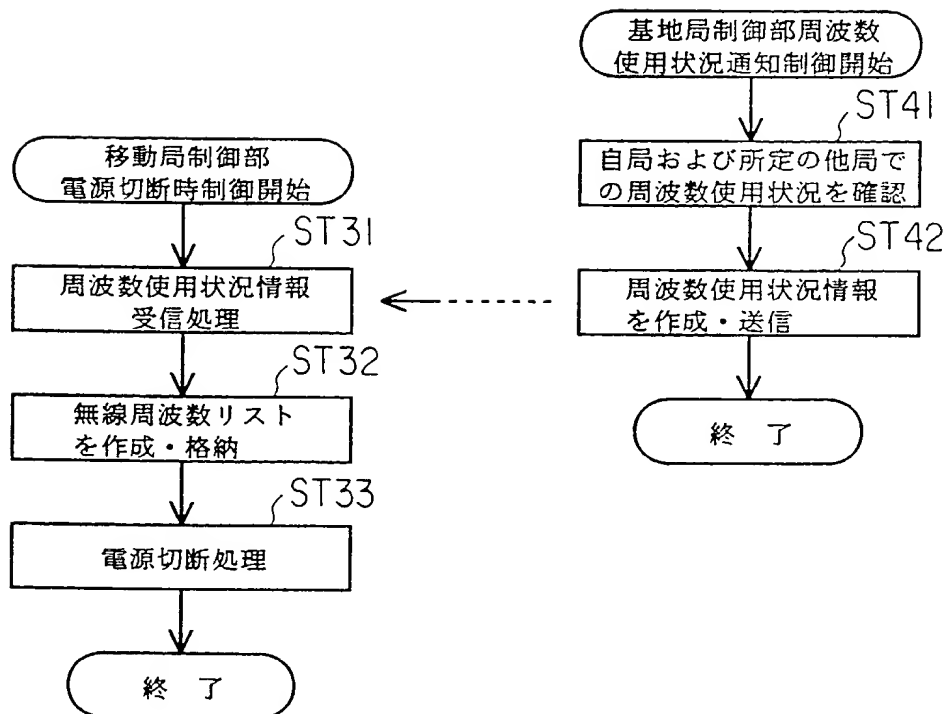 移動局制御部
電源切断時制御開始
ST31
周波数使用状況情報
受信処理
ST32
無線周波数リスト
を作成・格納
ST33
電源切断処理
終 了
基地局制御部周波数
使用状況通知制御開始
ST41
自局および所定の他局で
の周波数使用状況を確認
ST42
周波数使用状況情報
を作成・送信
終 了